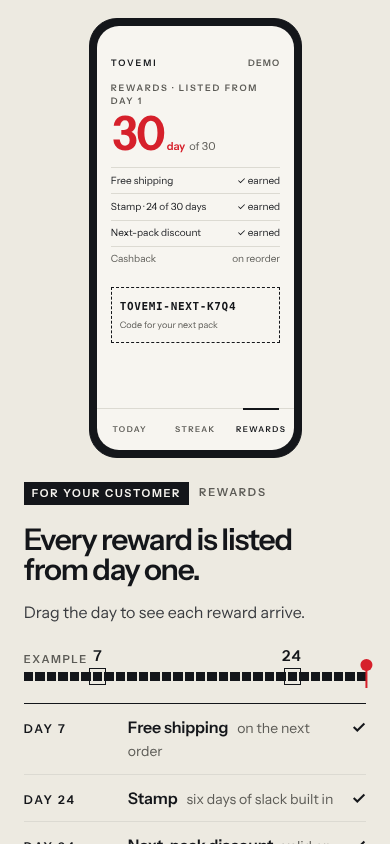 TOVEMI DEMO
REWARDS · LISTED FROM
DAY 1
30 day of 30
Free shipping ✓ earned
Stamp · 24 of 30 days ✓ earned
Next-pack discount ✓ earned
Cashback on reorder
TOVEMI-NEXT-K7Q4
Code for your next pack
TODAY STREAK REWARDS
FOR YOUR CUSTOMER REWARDS
Every reward is listed
from day one.
Drag the day to see each reward arrive.
EXAMPLE 7 24
DAY 7 Free shipping on the next ✓
order
DAY 24 Stamp six days of slack built in ✓
Next-pack discount